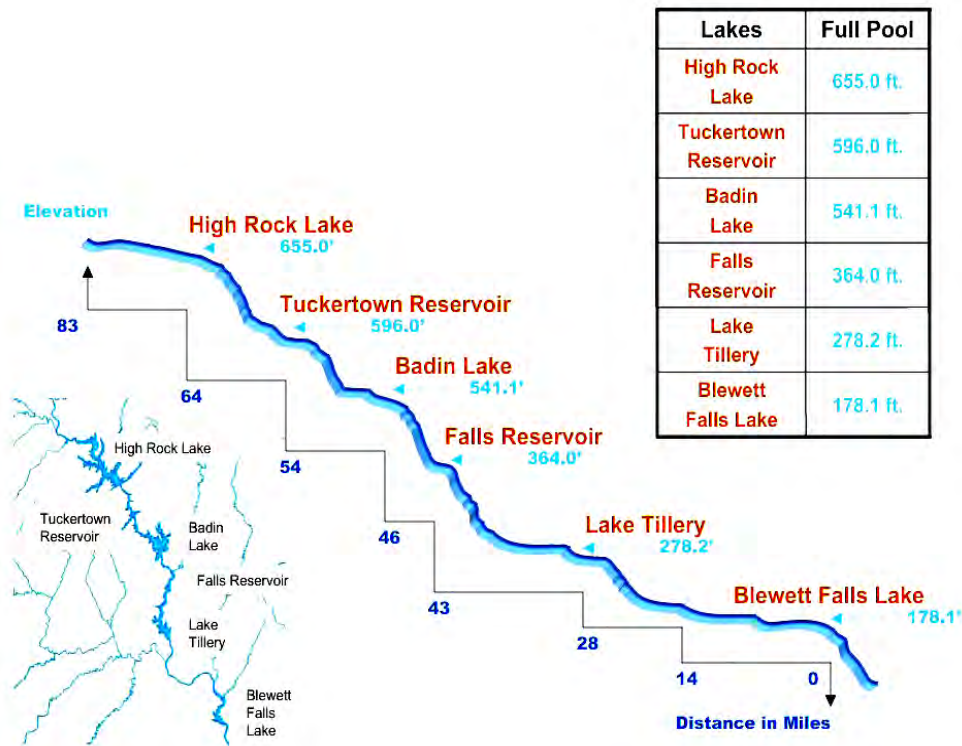 Lakes Full Pool
High Rock
Lake
655.0 ft.
Tuckertown
Reservoir
596.0 ft.
Badin
Lake
541.1 ft.
Falls
Reservoir
364.0 ft.
Lake
Tillery
278.2 ft.
Blewett
Falls Lake
178.1 ft.
Elevation
High Rock Lake
655.0'
Tuckertown Reservoir
596.0'
Badin Lake
541.1'
Falls Reservoir
364.0'
Lake Tillery
278.2'
Blewett Falls Lake
178.1'
83
64
54
46
43
28
14
0
Distance in Miles
High Rock Lake
Tuckertown
Reservoir
Badin
Lake
Falls Reservoir
Lake
Tillery
Blewett
Falls
Lake